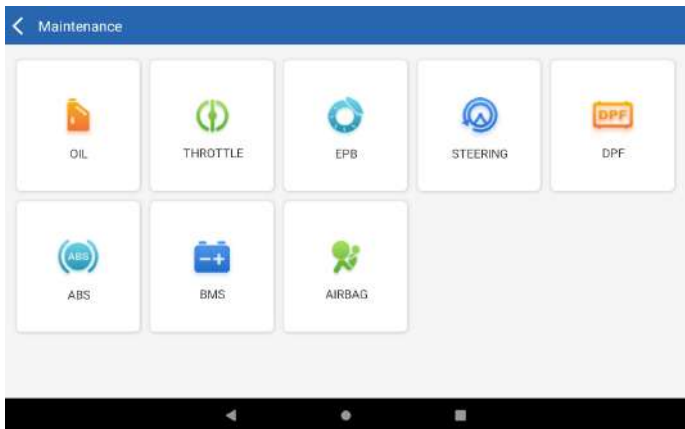 Maintenance
OIL
THROTTLE
EPB
STEERING
DPF
DPF
ABS
ABS
BMS
AIRBAG